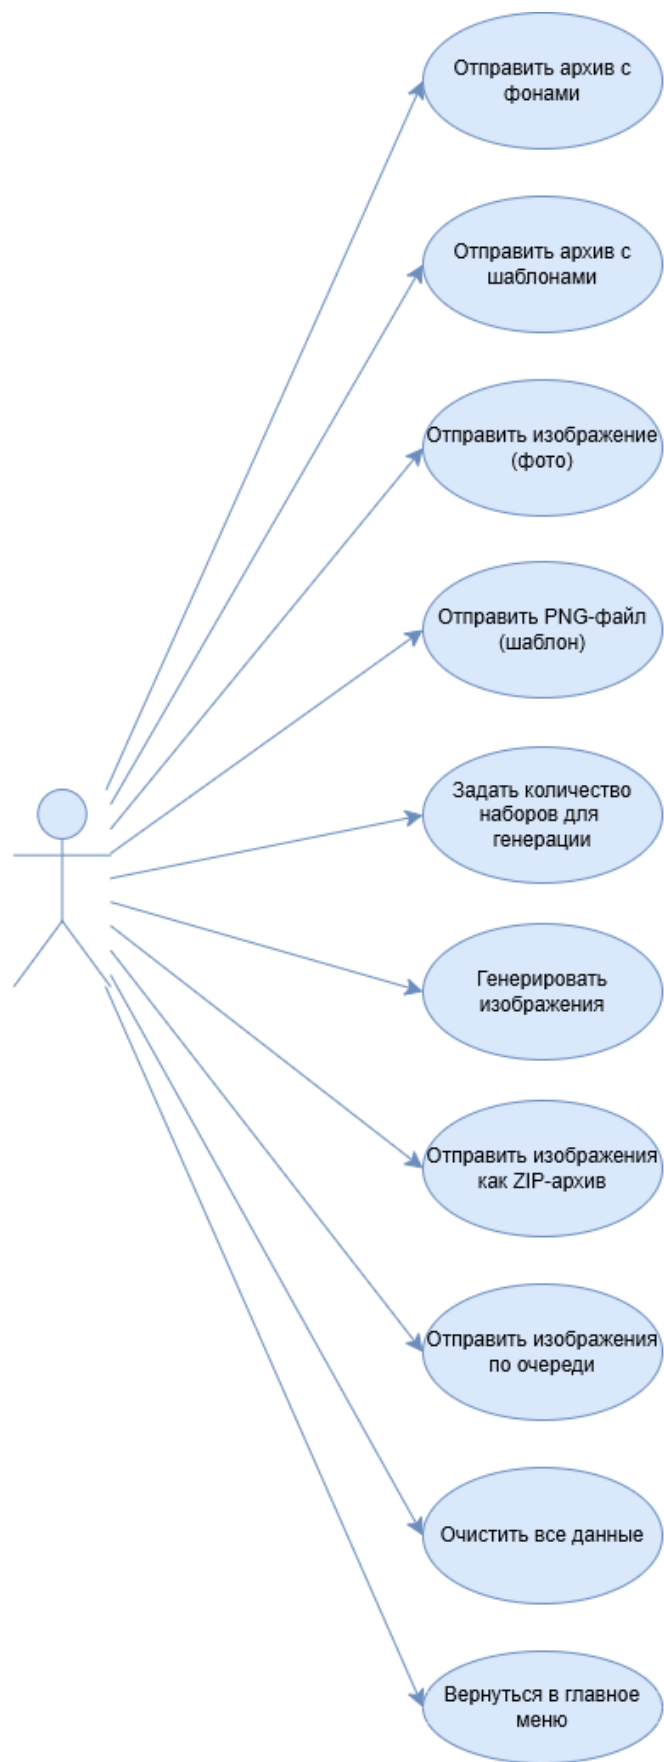 Отправить архив с
фонами
Отправить архив с
шаблонами
Отправить изображение
(фото)
Отправить PNG-файл
(шаблон)
Задать количество
наборов для
генерации
Генерировать
изображения
Отправить изображения
как ZIP-архив
Отправить изображения
по очереди
Очистить все данные
Вернуться в главное
меню